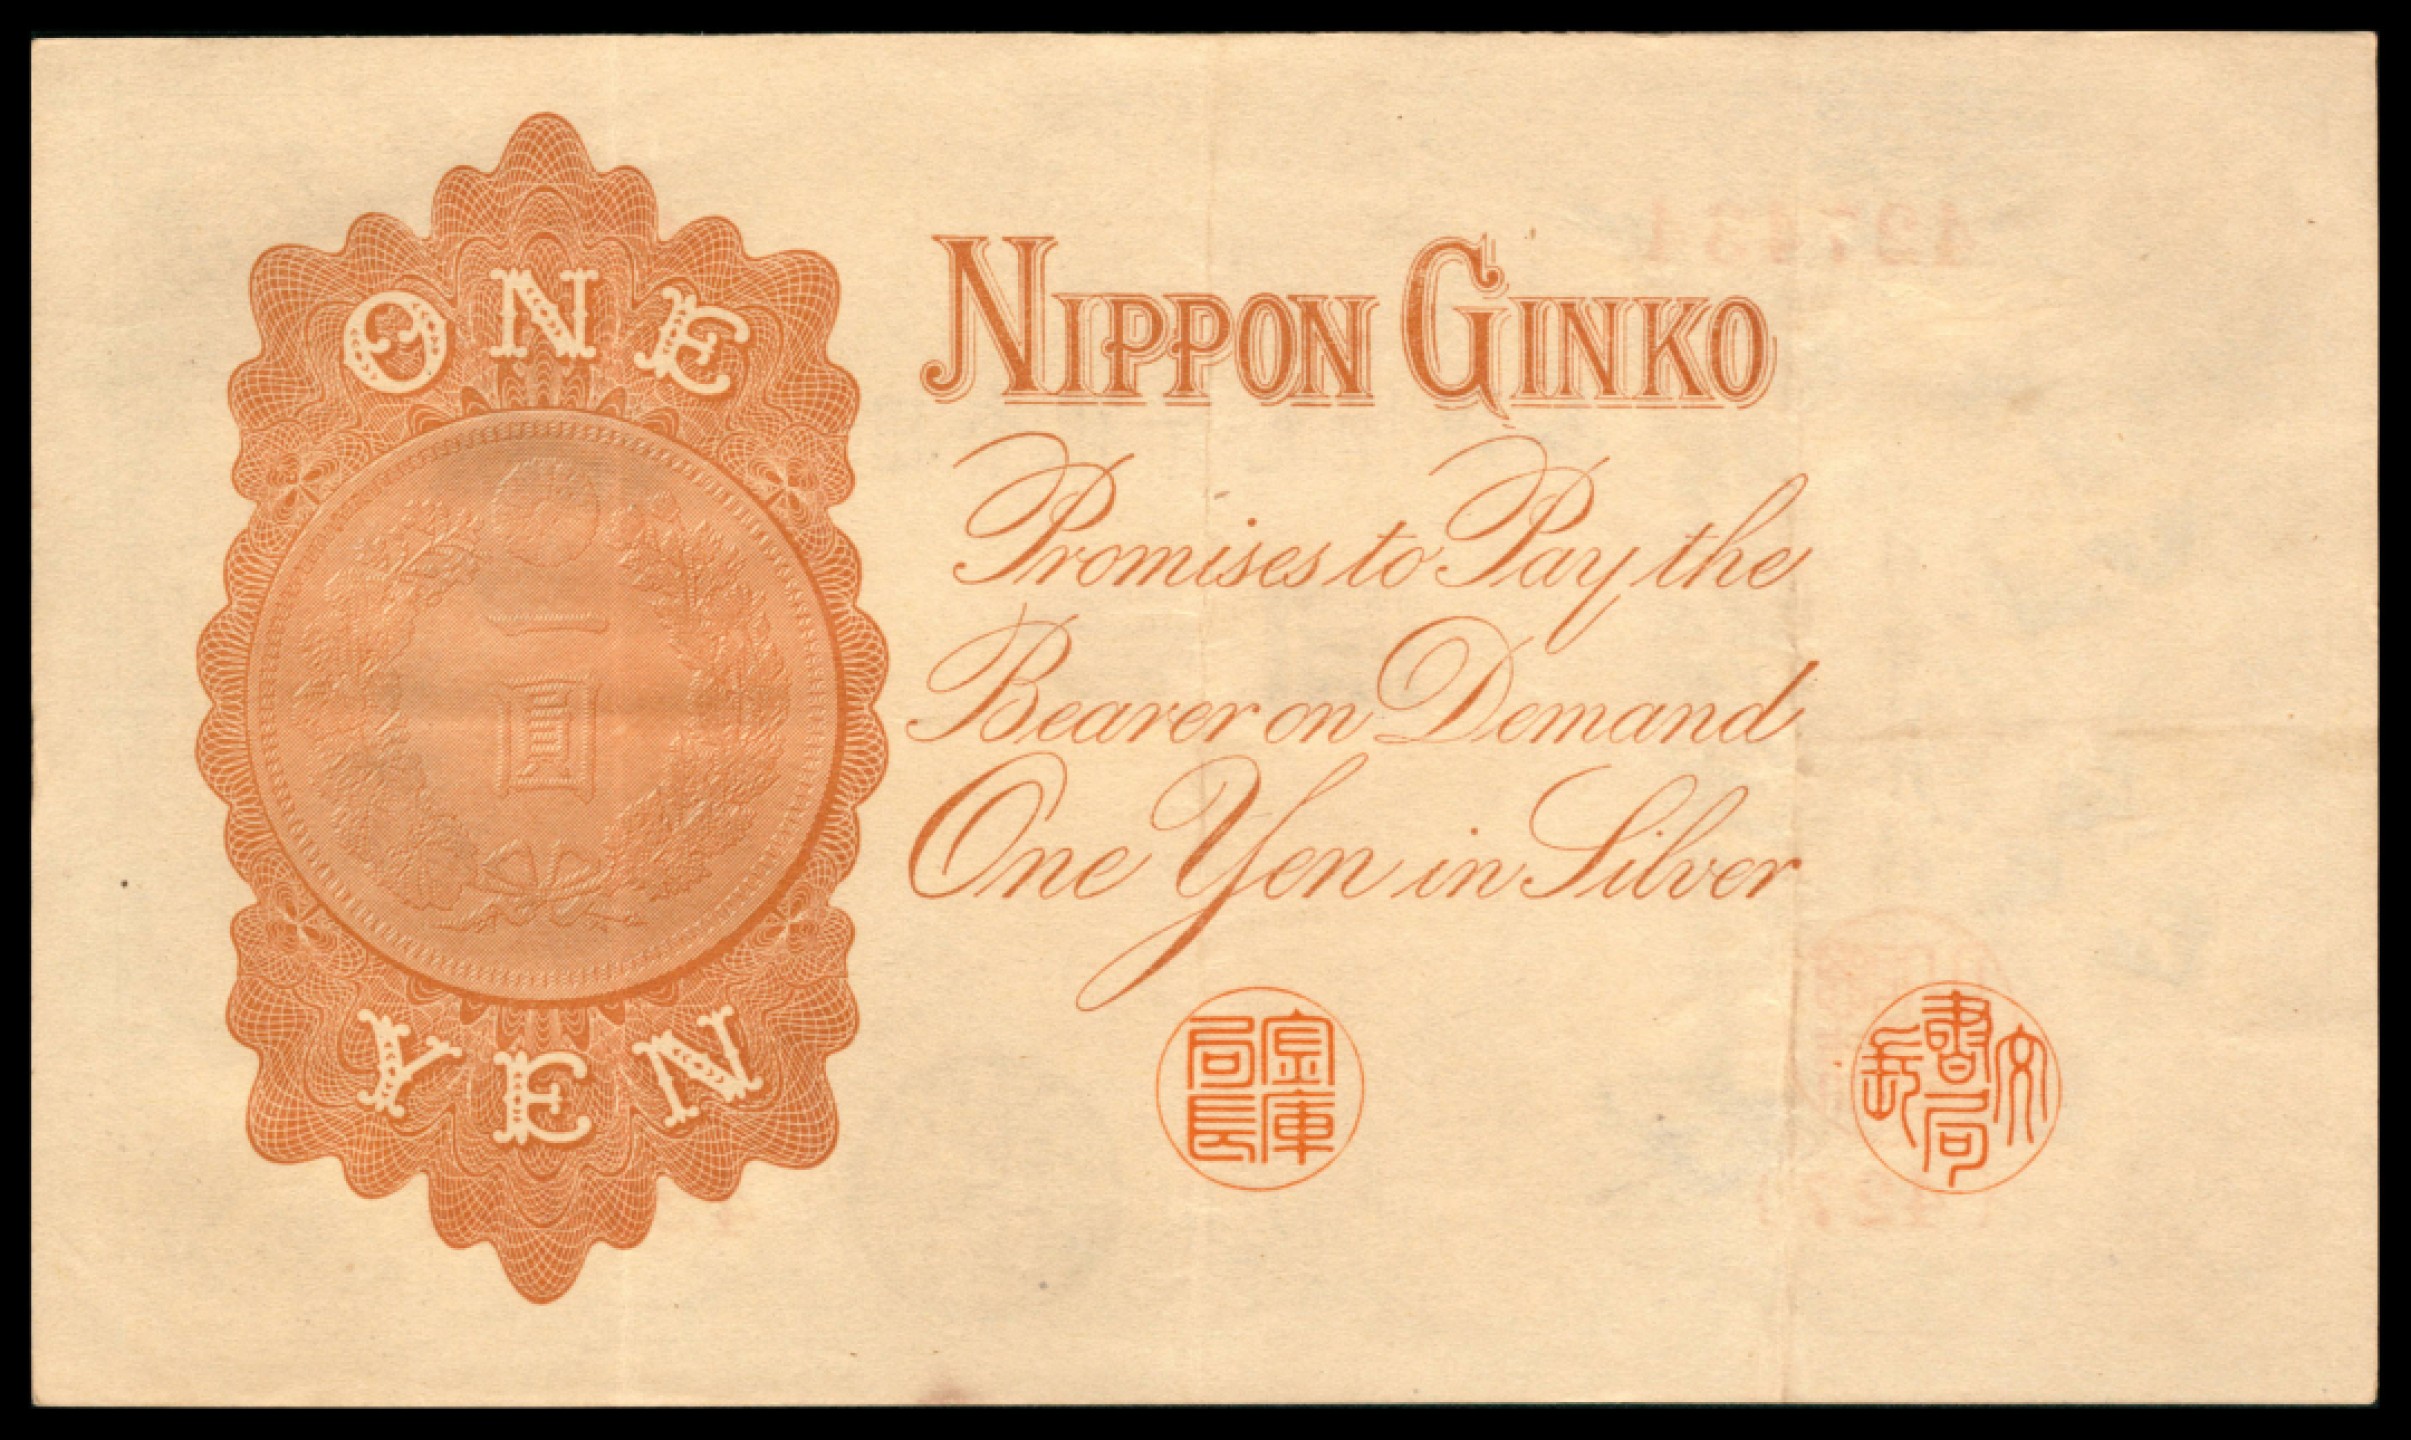 ONE
一
圓
YEN
NIPPON GINKO
Promises to Pay the
Bearer on Demand
One Yen in Silver
金庫
局長
文書局長